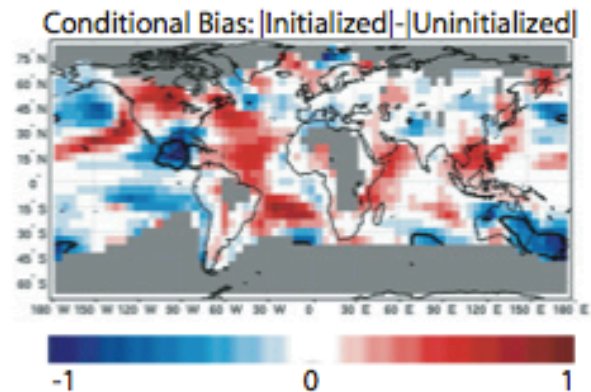 Conditional Bias: |Initialized|-|Uninitialized|
75° N
60° N
45° N
30° N
15° N
0°
15° S
30° S
45° S
60° S
180° W 150° W 120° W 90° W 60° W 30° W 0° 30° E 60° E 90° E 120° E 150° E 180° E
-1 0 1